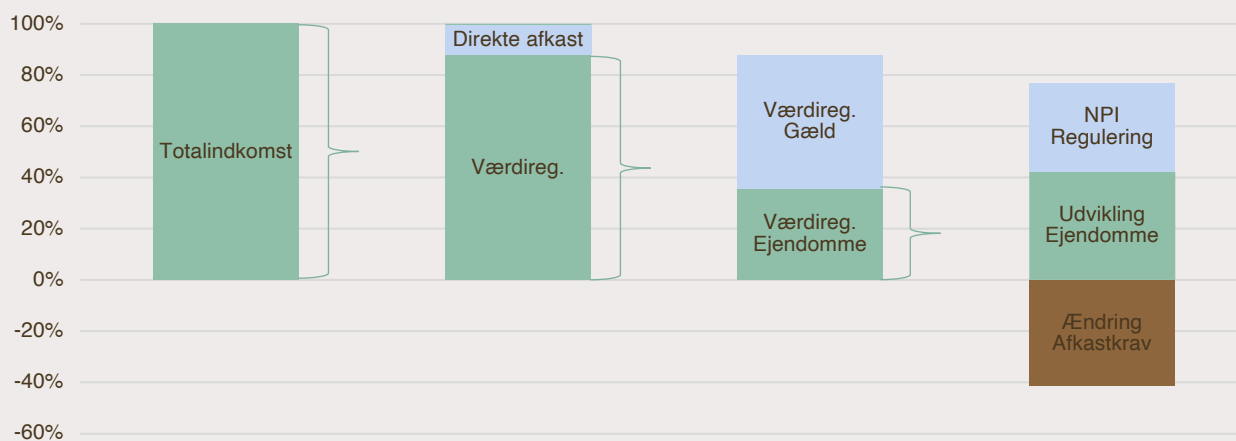 100%
80%
60%
40%
20%
0%
-20%
-40%
-60%
Totalindkomst
Direkte afkast
Værdireg.
Værdireg.
Gæld
Værdireg.
Ejendomme
NPI
Regulering
Udvikling
Ejendomme
Ændring
Afkastkrav